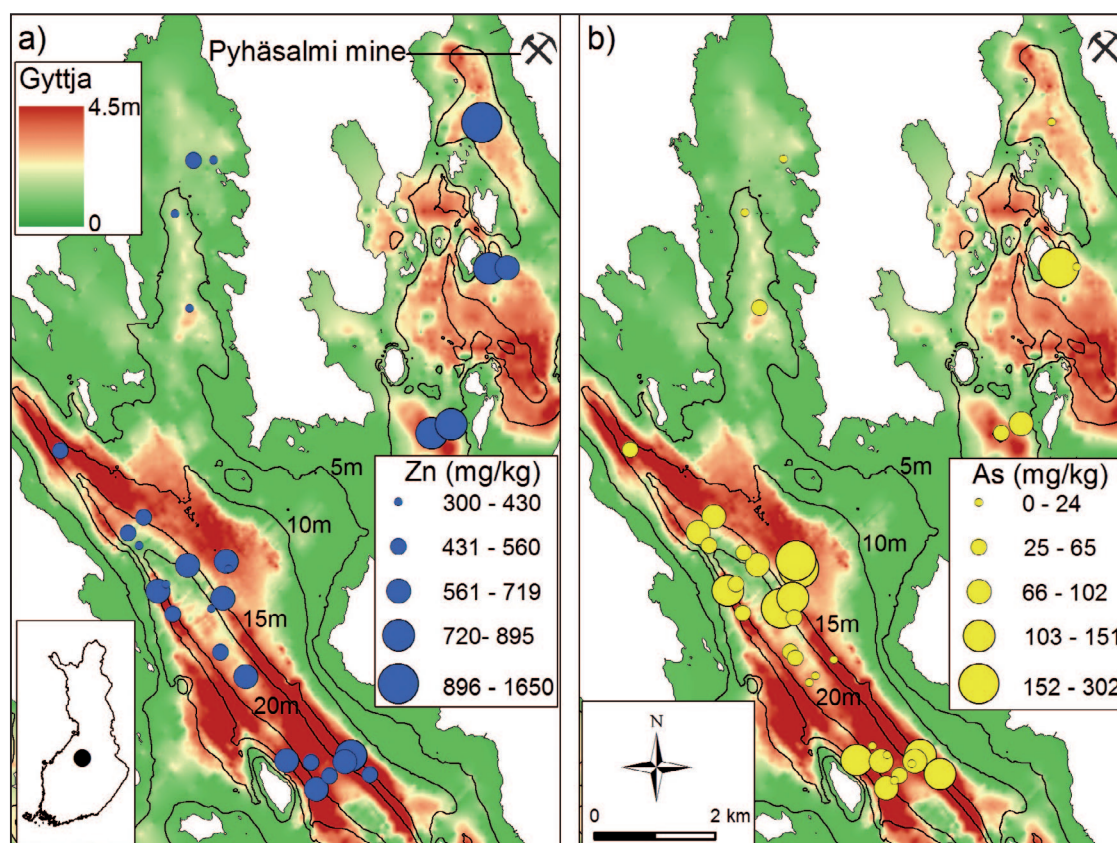 a)
Pyhäsalmi mine
Gyttja
4.5m
0
5m
10m
15m
20m
Zn (mg/kg)
300 - 430
431 - 560
561 - 719
720- 895
896 - 1650
b)
5m
10m
15m
20m
As (mg/kg)
0 - 24
25 - 65
66 - 102
103 - 151
152 - 302
N
0 2 km